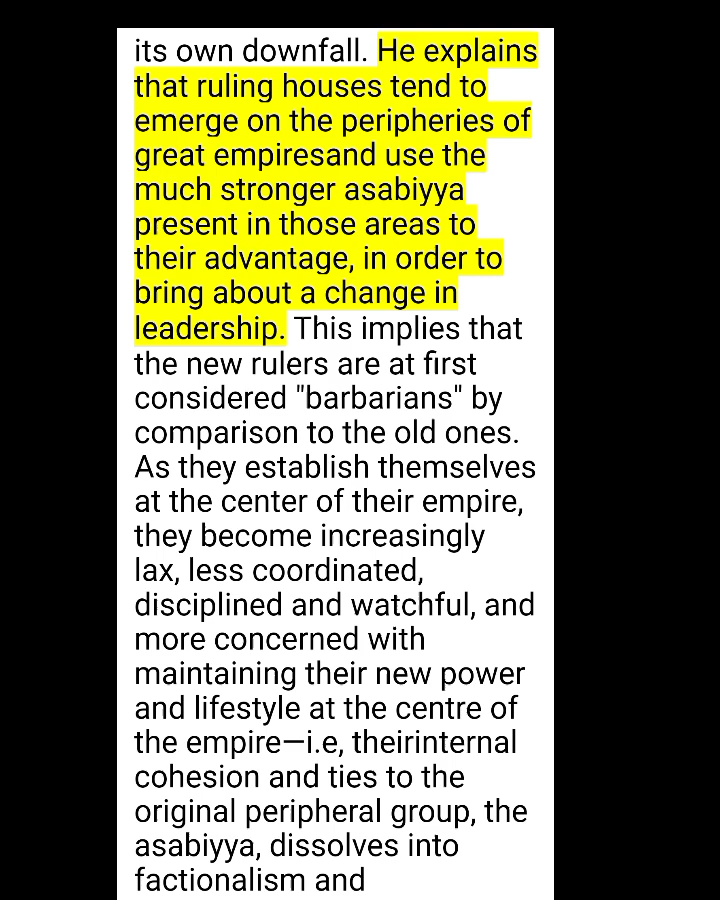 its own downfall. He explains
that ruling houses tend to
emerge on the peripheries of
great empiresand use the
much stronger asabiyya
present in those areas to
their advantage, in order to
bring about a change in
leadership. This implies that
the new rulers are at first
considered "barbarians" by
comparison to the old ones.
As they establish themselves
at the center of their empire,
they become increasingly
lax, less coordinated,
disciplined and watchful, and
more concerned with
maintaining their new power
and lifestyle at the centre of
the empire—i.e, theirinternal
cohesion and ties to the
original peripheral group, the
asabiyya, dissolves into
factionalism and